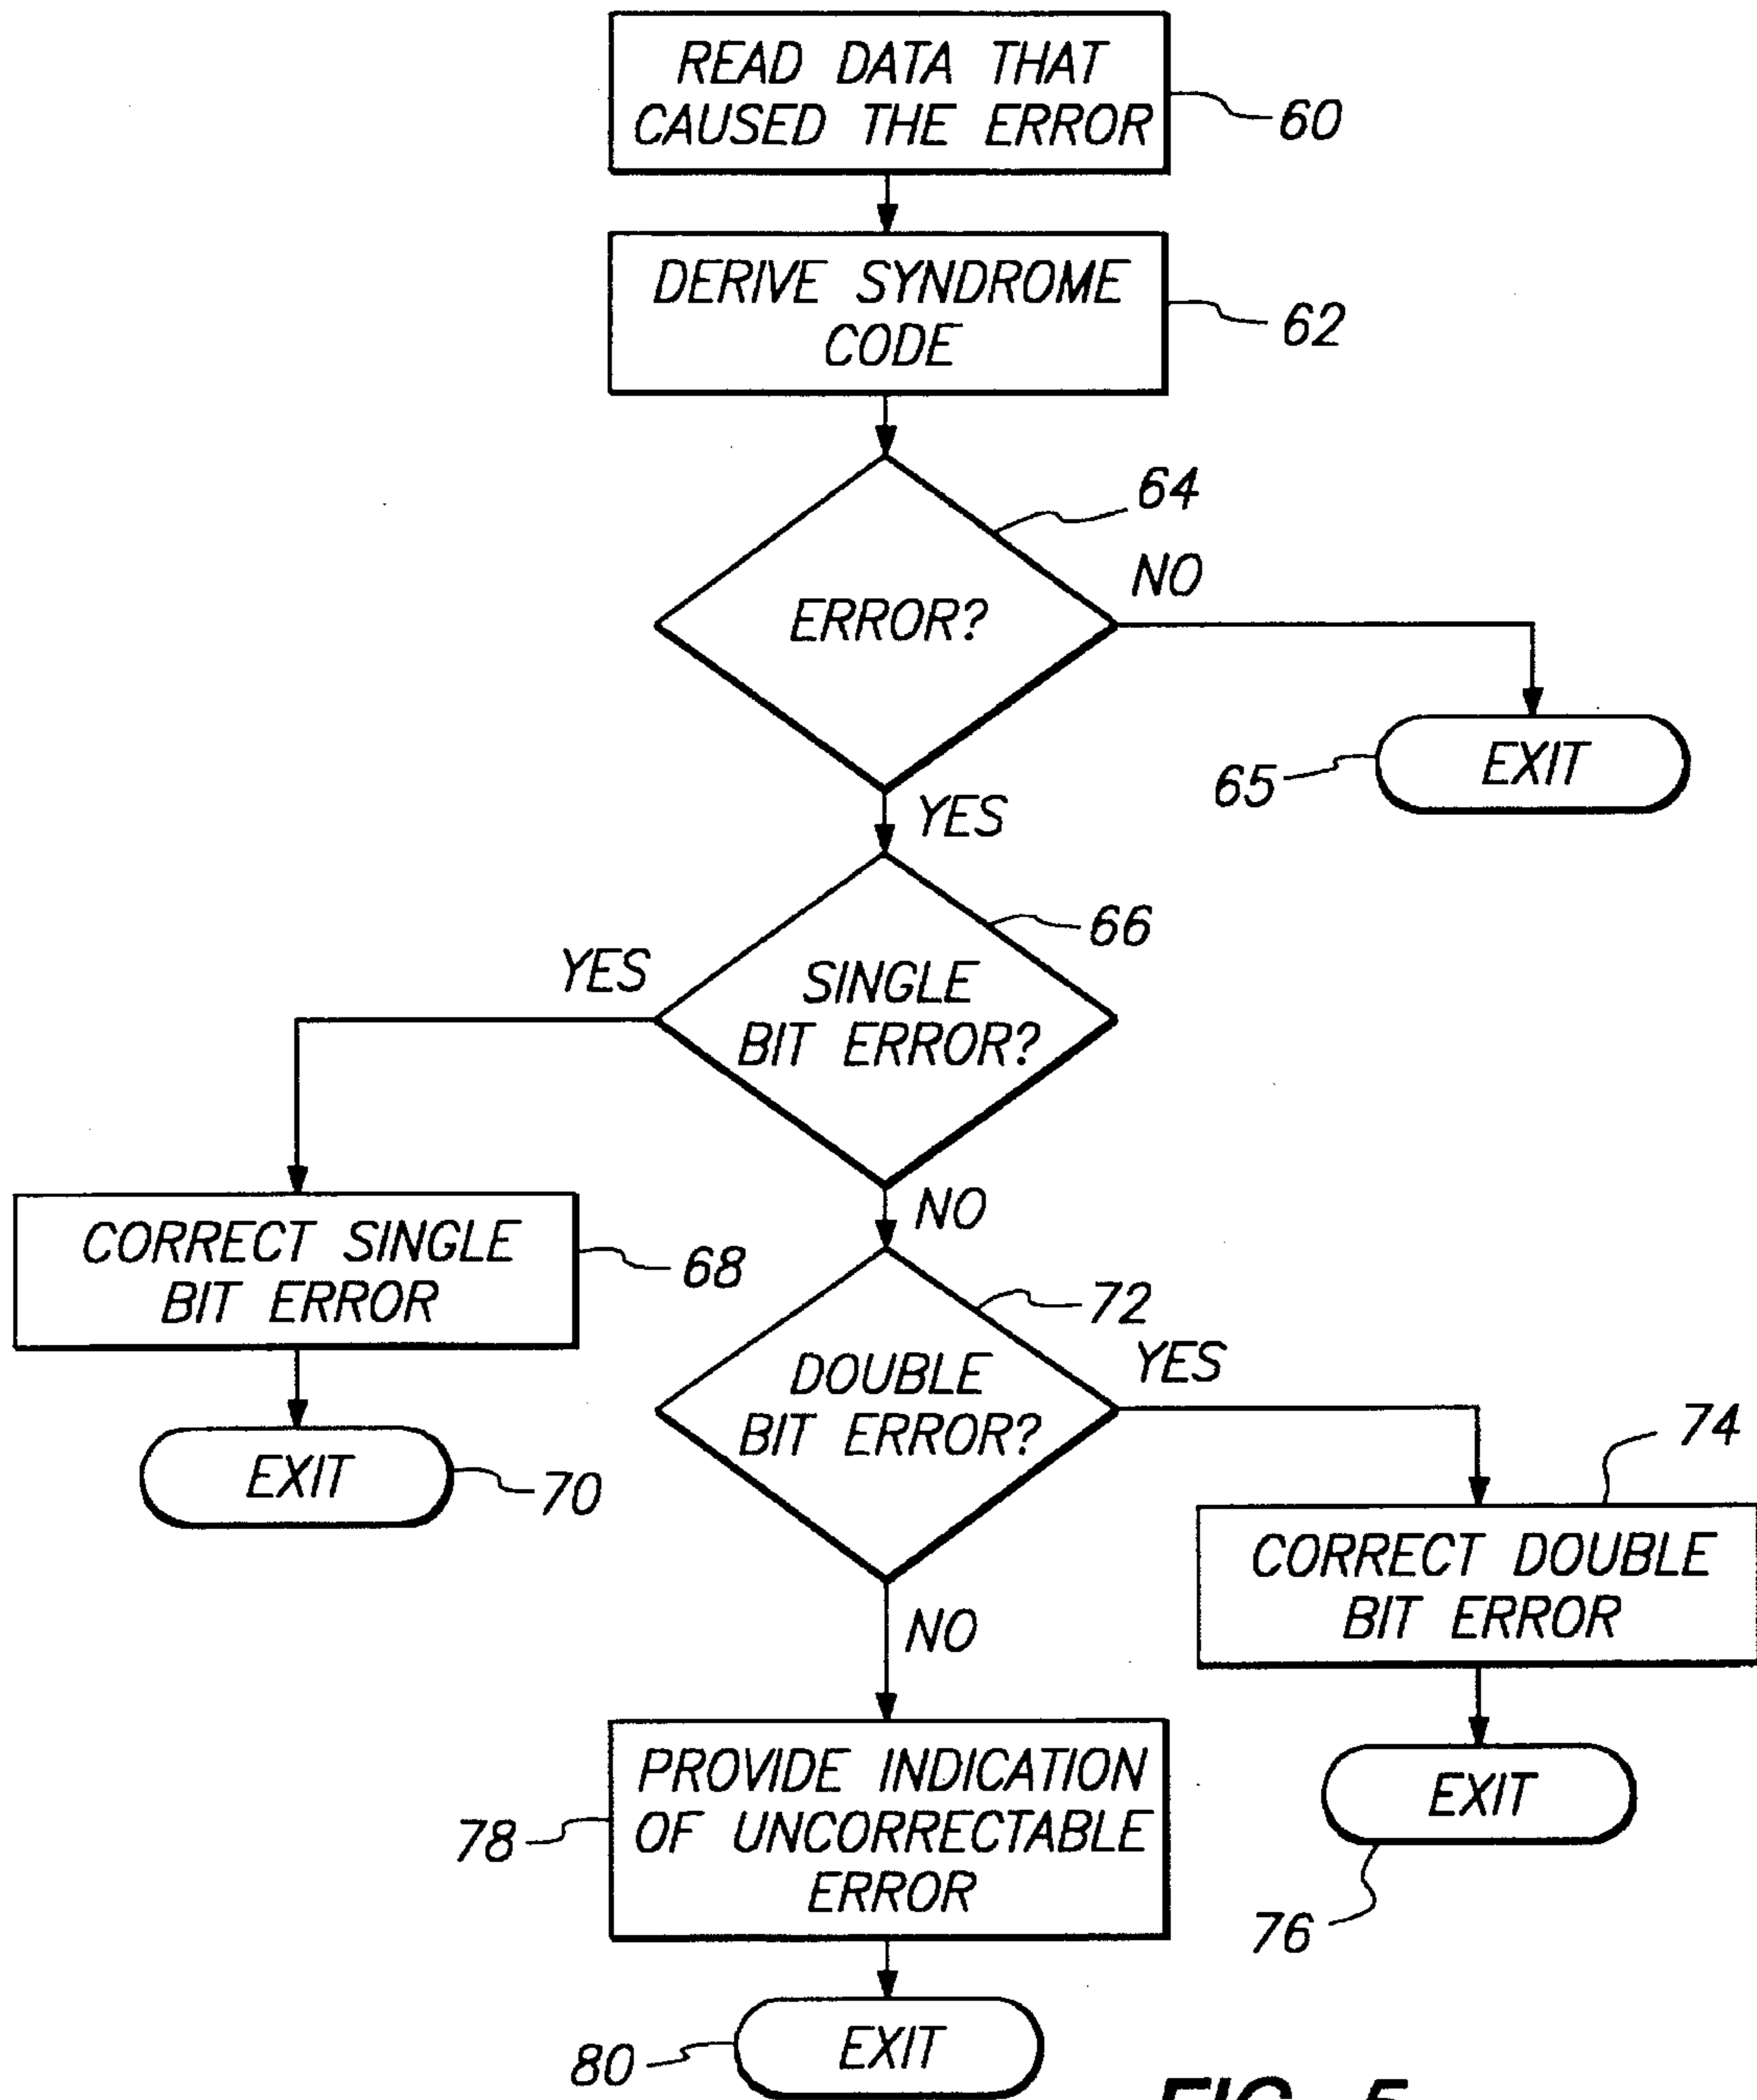 READ DATA THAT
CAUSED THE ERROR
60
DERIVE SYNDROME
CODE
62
64
ERROR?
NO
EXIT
65
YES
66
SINGLE
BIT ERROR?
YES
CORRECT SINGLE
BIT ERROR
68
EXIT
70
NO
72
DOUBLE
BIT ERROR?
YES
74
CORRECT DOUBLE
BIT ERROR
EXIT
76
NO
PROVIDE INDICATION
OF UNCORRECTABLE
ERROR
78
EXIT
80
FIG. 5